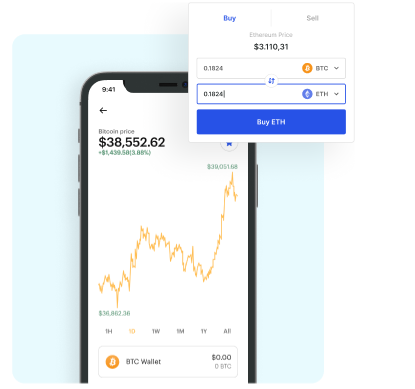 Buy Sell
Ethereum Price
$3.110,31
0.1824 BTC
0.1824 ETH
Buy ETH
9:41
Bitcoin price
$38,552.62
+$1,439.58(3.88%)
$39,051.68
$36,862.36
1H 1D 1W 1M 1Y All
BTC Wallet $0.00
0 BTC